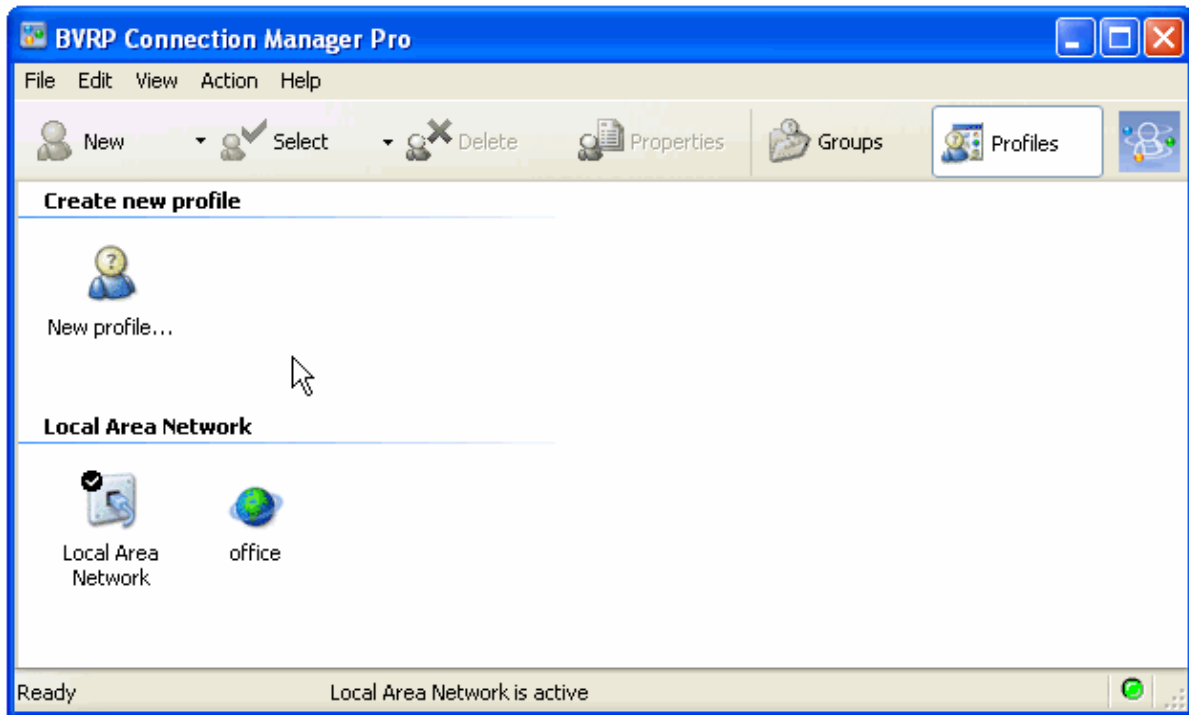 BVRP Connection Manager Pro
File Edit View Action Help
New Select Delete Properties Groups Profiles
Create new profile
New profile...
Local Area Network
Local Area office
Network
Ready Local Area Network is active